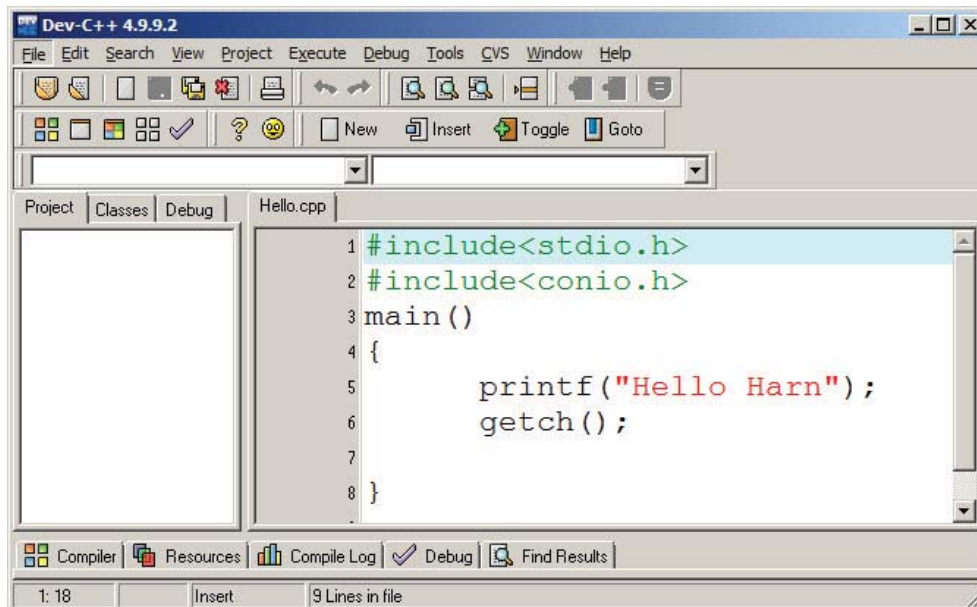 Dev-C++ 4.9.9.2
File Edit Search View Project Execute Debug Tools CVS Window Help
New Insert Toggle Goto
Project Classes Debug Hello.cpp
1 #include<stdio.h>
2 #include<conio.h>
3 main()
4 {
5 printf("Hello Harn");
6 getch();
7
8 }
Compiler Resources Compile Log Debug Find Results
1: 18 Insert 9 Lines in file